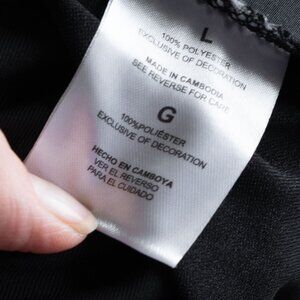 L
100% POLYESTER
EXCLUSIVE OF DECORATION
MADE IN CAMBODIA
SEE REVERSE FOR CARE
G
100%POLIÉSTER
EXCLUSIVE OF DECORATION
HECHO EN CAMBOYA
VER EL REVERSO
PARA EL CUIDADO